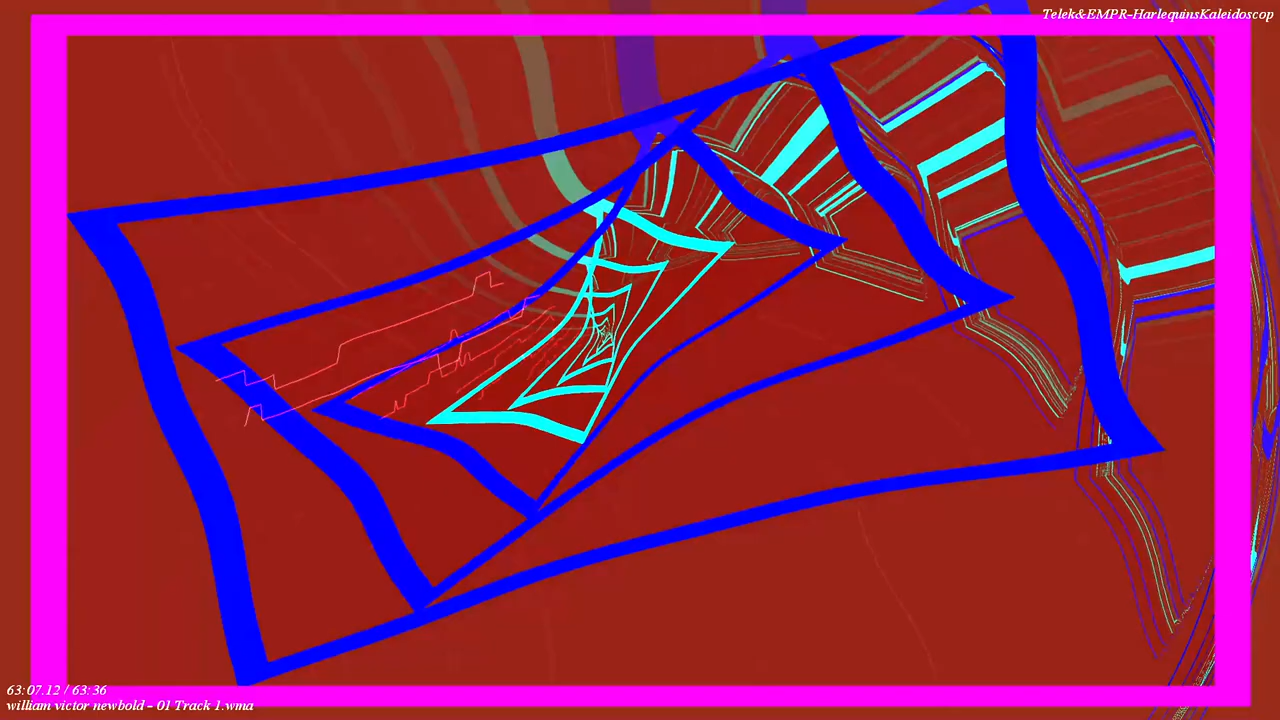 Telek&EMPR-HarlequinsKaleidoscop
63:07.12 / 63:36
william victor newbold - 01 Track 1.wma